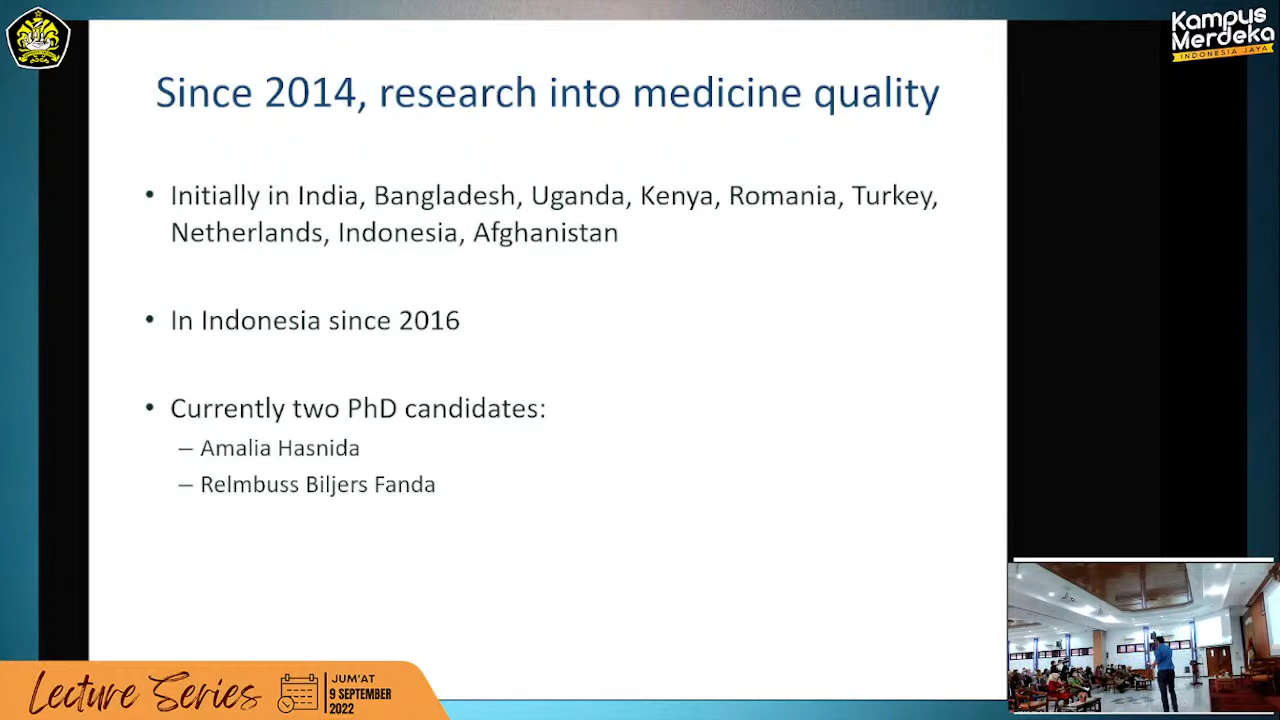 Kampus
Merdeka
INDONESIA JAYA
Since 2014, research into medicine quality
• Initially in India, Bangladesh, Uganda, Kenya, Romania, Turkey,
Netherlands, Indonesia, Afghanistan
• In Indonesia since 2016
• Currently two PhD candidates:
– Amalia Hasnida
– Relmbuss Biljers Fanda
Lecture Series
JUM'AT
9 SEPTEMBER
2022